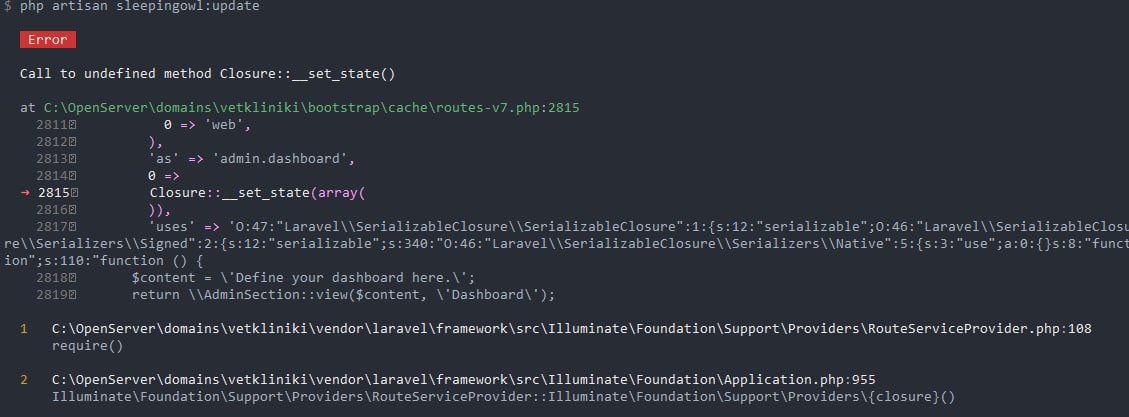 $ php artisan sleepingowl:update
Error
Call to undefined method Closure::__set_state()
at C:\OpenServer\domains\vetkliniki\bootstrap\cache\routes-v7.php:2815
2811 0 => 'web',
2812 ),
2813 'as' => 'admin.dashboard',
2814 0 =>
→ 2815 Closure::__set_state(array(
2816 )),
2817 'uses' => 'O:47:"Laravel\\SerializableClosure\\SerializableClosure":1:{s:12:"serializable";O:46:"Laravel\\SerializableClosu
re\\Serializers\\Signed":2:{s:12:"serializable";s:340:"O:46:"Laravel\\SerializableClosure\\Serializers\\Native":5:{s:3:"use";a:0:{}s:8:"funct
ion";s:110:"function () {
2818 $content = \'Define your dashboard here.\';
2819 return \\AdminSection::view($content, \'Dashboard\');
1 C:\OpenServer\domains\vetkliniki\vendor\laravel\framework\src\Illuminate\Foundation\Support\Providers\RouteServiceProvider.php:108
require()
2 C:\OpenServer\domains\vetkliniki\vendor\laravel\framework\src\Illuminate\Foundation\Application.php:955
Illuminate\Foundation\Support\Providers\RouteServiceProvider::Illuminate\Foundation\Support\Providers\{closure}()